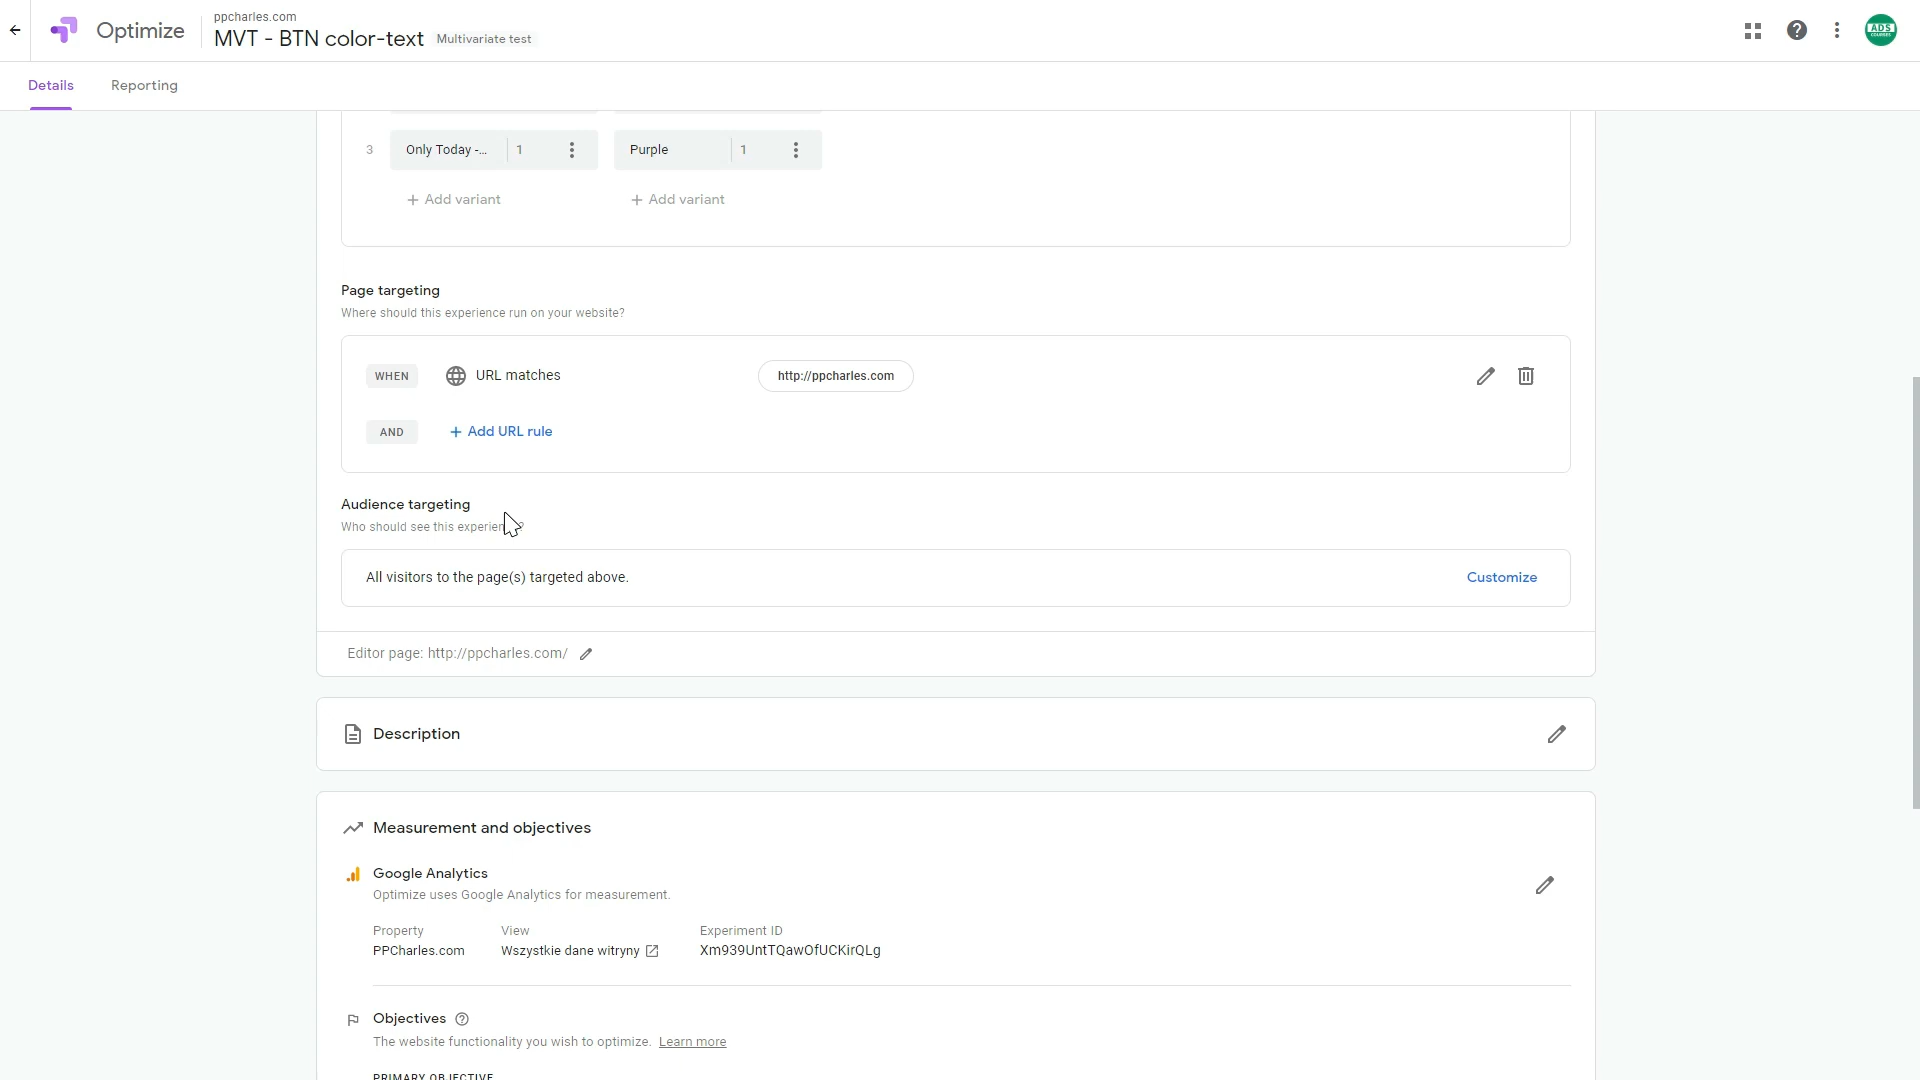 ppcharles.com
Optimize
MVT - BTN color-text Multivariate test
ADS
COURSES
Details Reporting
3 Only Today -... 1 Purple 1
+ Add variant + Add variant
Page targeting
Where should this experience run on your website?
WHEN URL matches http://ppcharles.com
AND + Add URL rule
Audience targeting
Who should see this experience?
All visitors to the page(s) targeted above. Customize
Editor page: http://ppcharles.com/
Description
Measurement and objectives
Google Analytics
Optimize uses Google Analytics for measurement.
Property View Experiment ID
PPCharles.com Wszystkie dane witryny Xm939UntTQawOfUCKirQLg
Objectives
The website functionality you wish to optimize. Learn more
PRIMARY OBJECTIVE